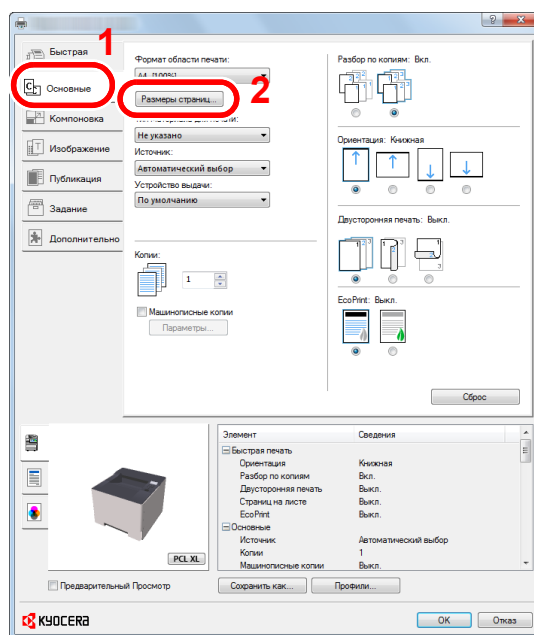 1
Быстрая
Основные
Компоновка
Изображение
Публикация
Задание
Дополнительно
Формат области печати:
A4 [100%]
Размеры страниц...
2
Не указано
Источник:
Автоматический выбор
Устройство выдачи:
По умолчанию
Копии:
1
Машинописные копии
Параметры...
Разбор по копиям: Вкл.
Ориентация: Книжная
Двусторонняя печать: Выкл.
EcoPrint: Выкл.
Сброс
PCL XL
Предварительный Просмотр
Элемент Сведения
Быстрая печать
Ориентация Книжная
Разбор по копиям Вкл.
Двусторонняя печать Выкл.
Страниц на листе Выкл.
EcoPrint Выкл.
Основные
Источник Автоматический выбор
Копии 1
Машинописные копии Выкл.
Сохранить как... Профили...
KYOCERA
OK Отказ